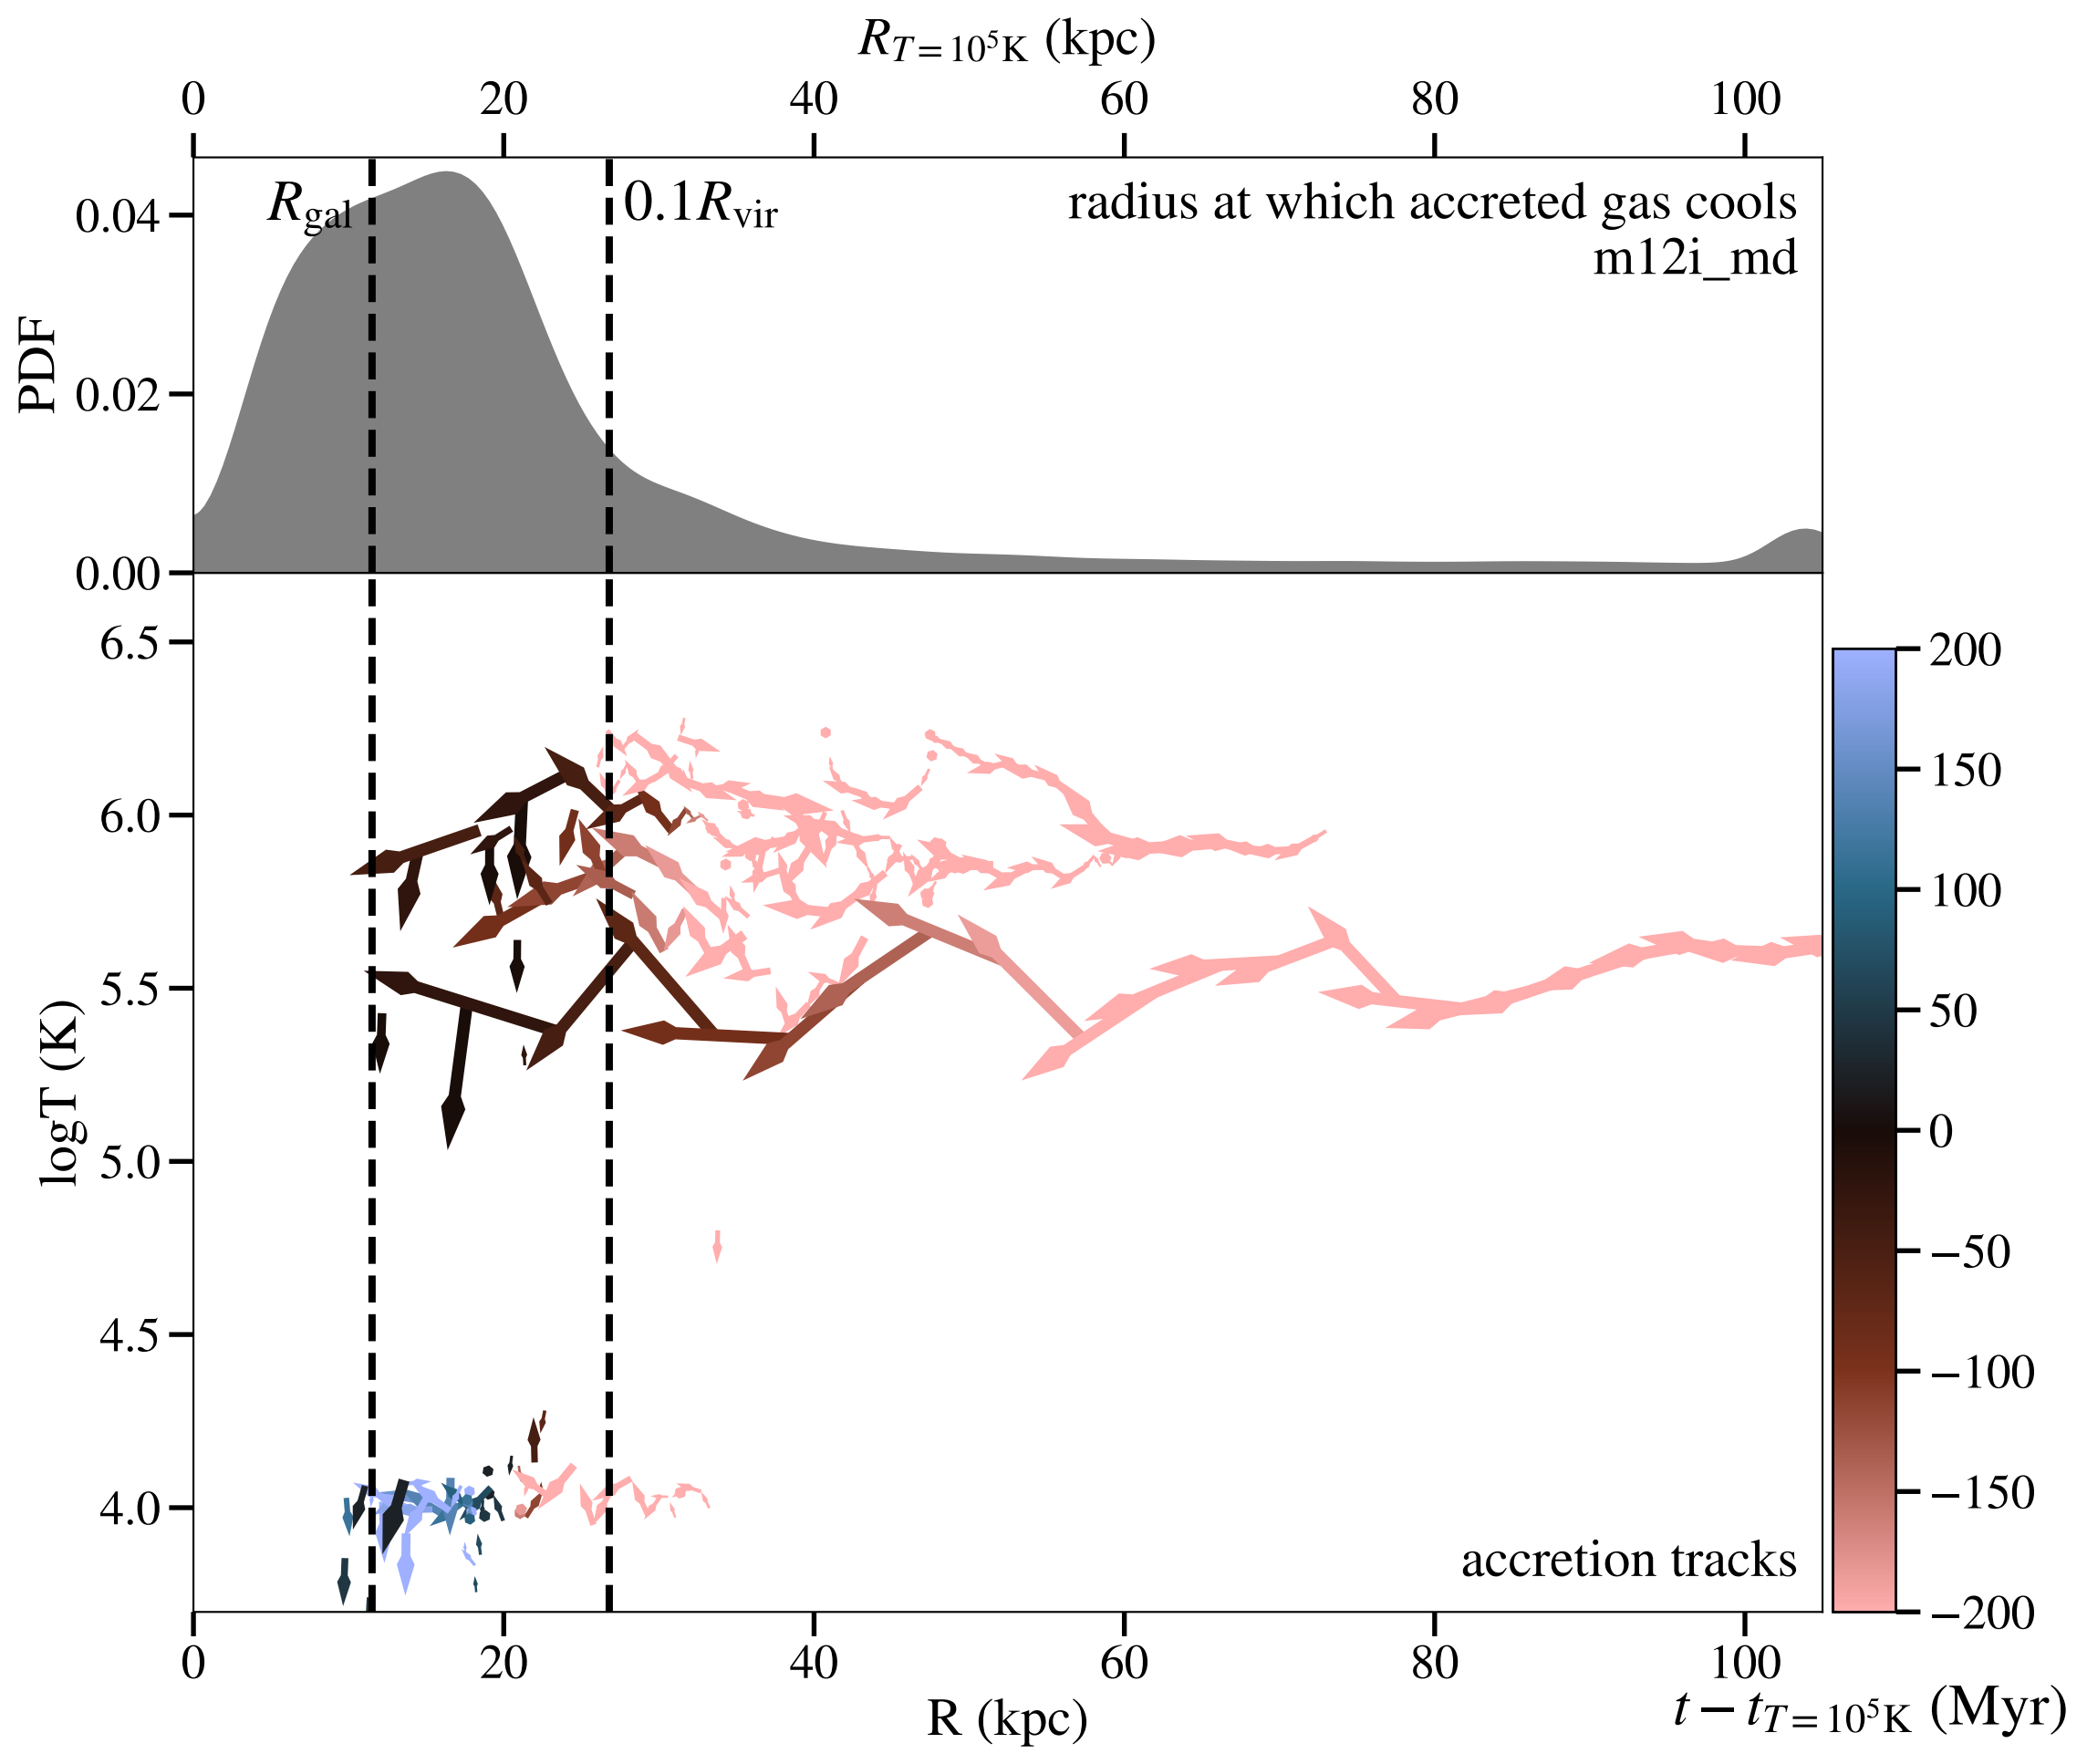 R_{T=10^5K} (kpc)
0 20 40 60 80 100
R_gal
0.1R_vir
radius at which accreted gas cools
m12i_md
PDF
0.04
0.02
0.00
logT (K)
6.5
6.0
5.5
5.0
4.5
4.0
accretion tracks
200
150
100
50
0
−50
−100
−150
−200
0 20 40 60 80 100
R (kpc)
t − t_{T=10^5K} (Myr)